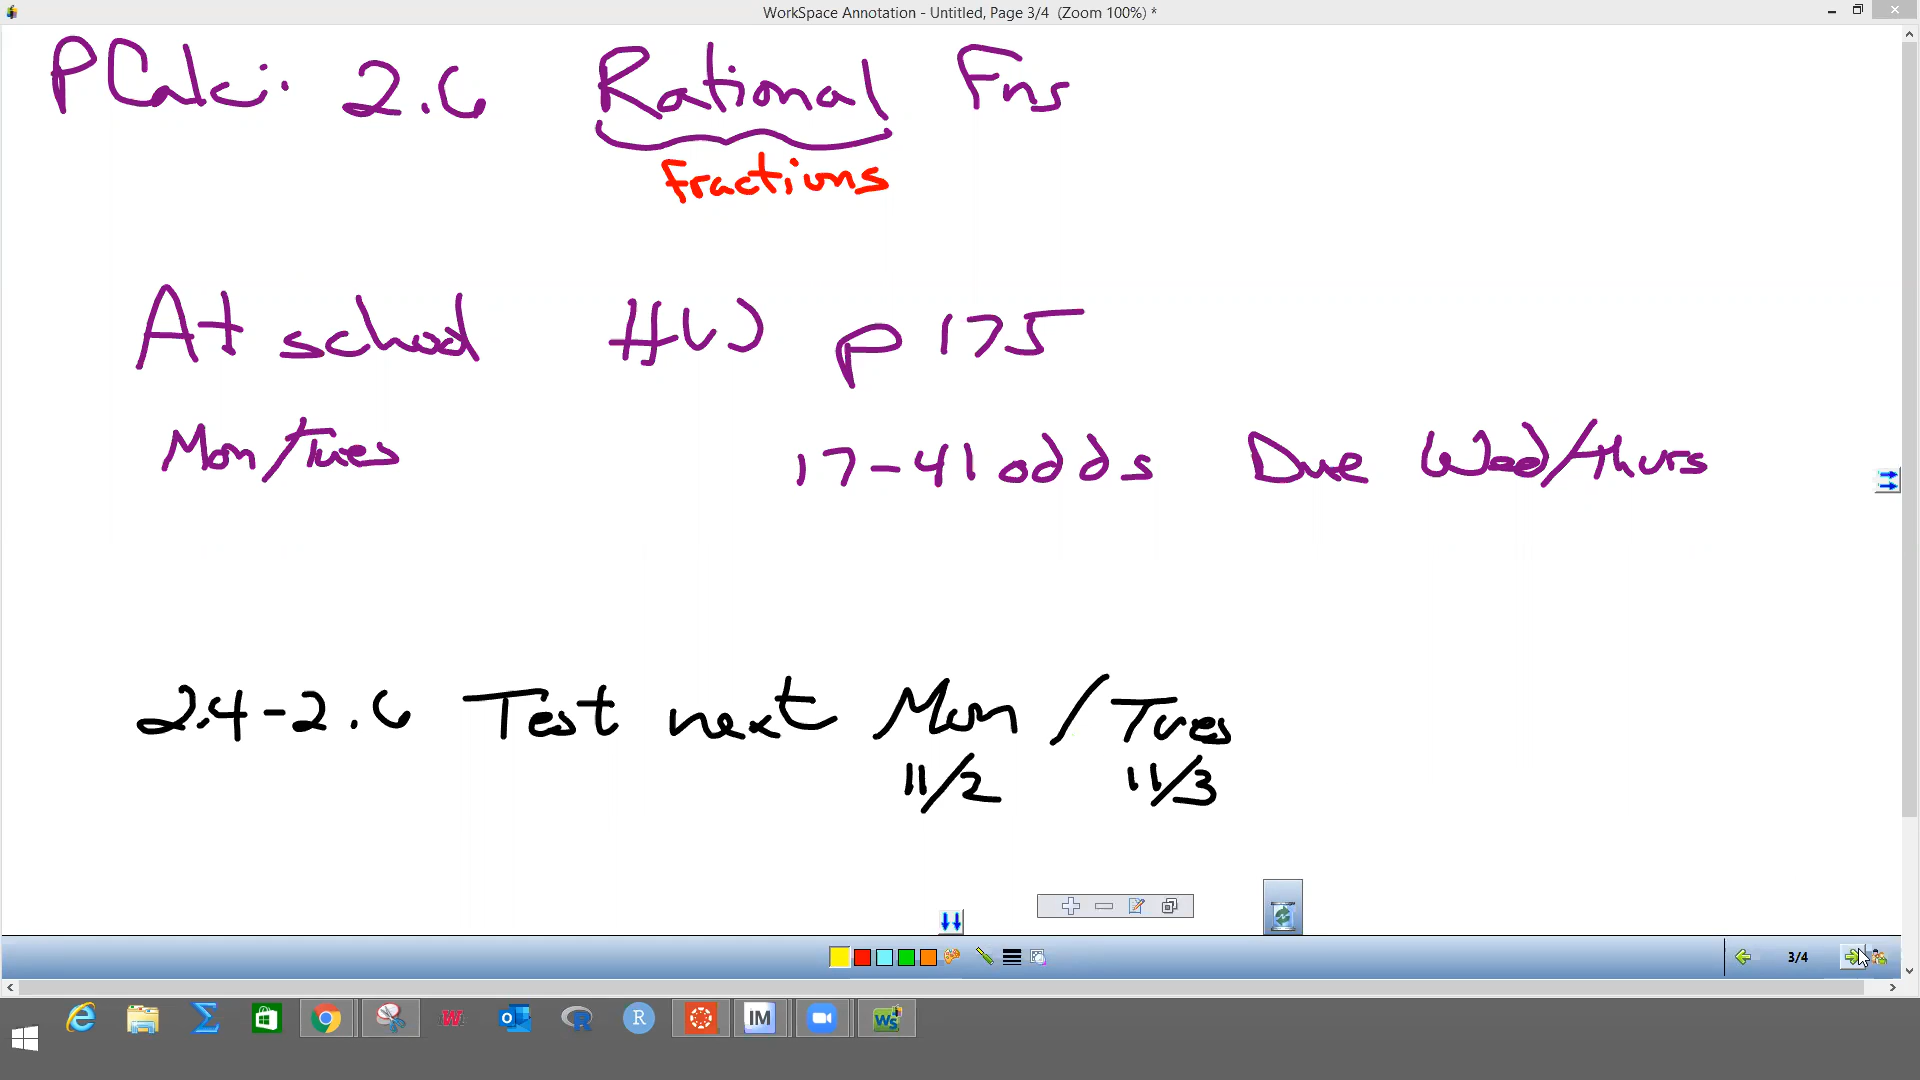 WorkSpace Annotation - Untitled, Page 3/4 (Zoom 100%) *
PCalc: 2.6 Rational Fns
fractions
At school HW p 175
Mon/Tues 17-41 odds Due Wed/Thurs
2.4-2.6 Test next Mon / Tues
11/2 11/3
3/4
W R R IM WS